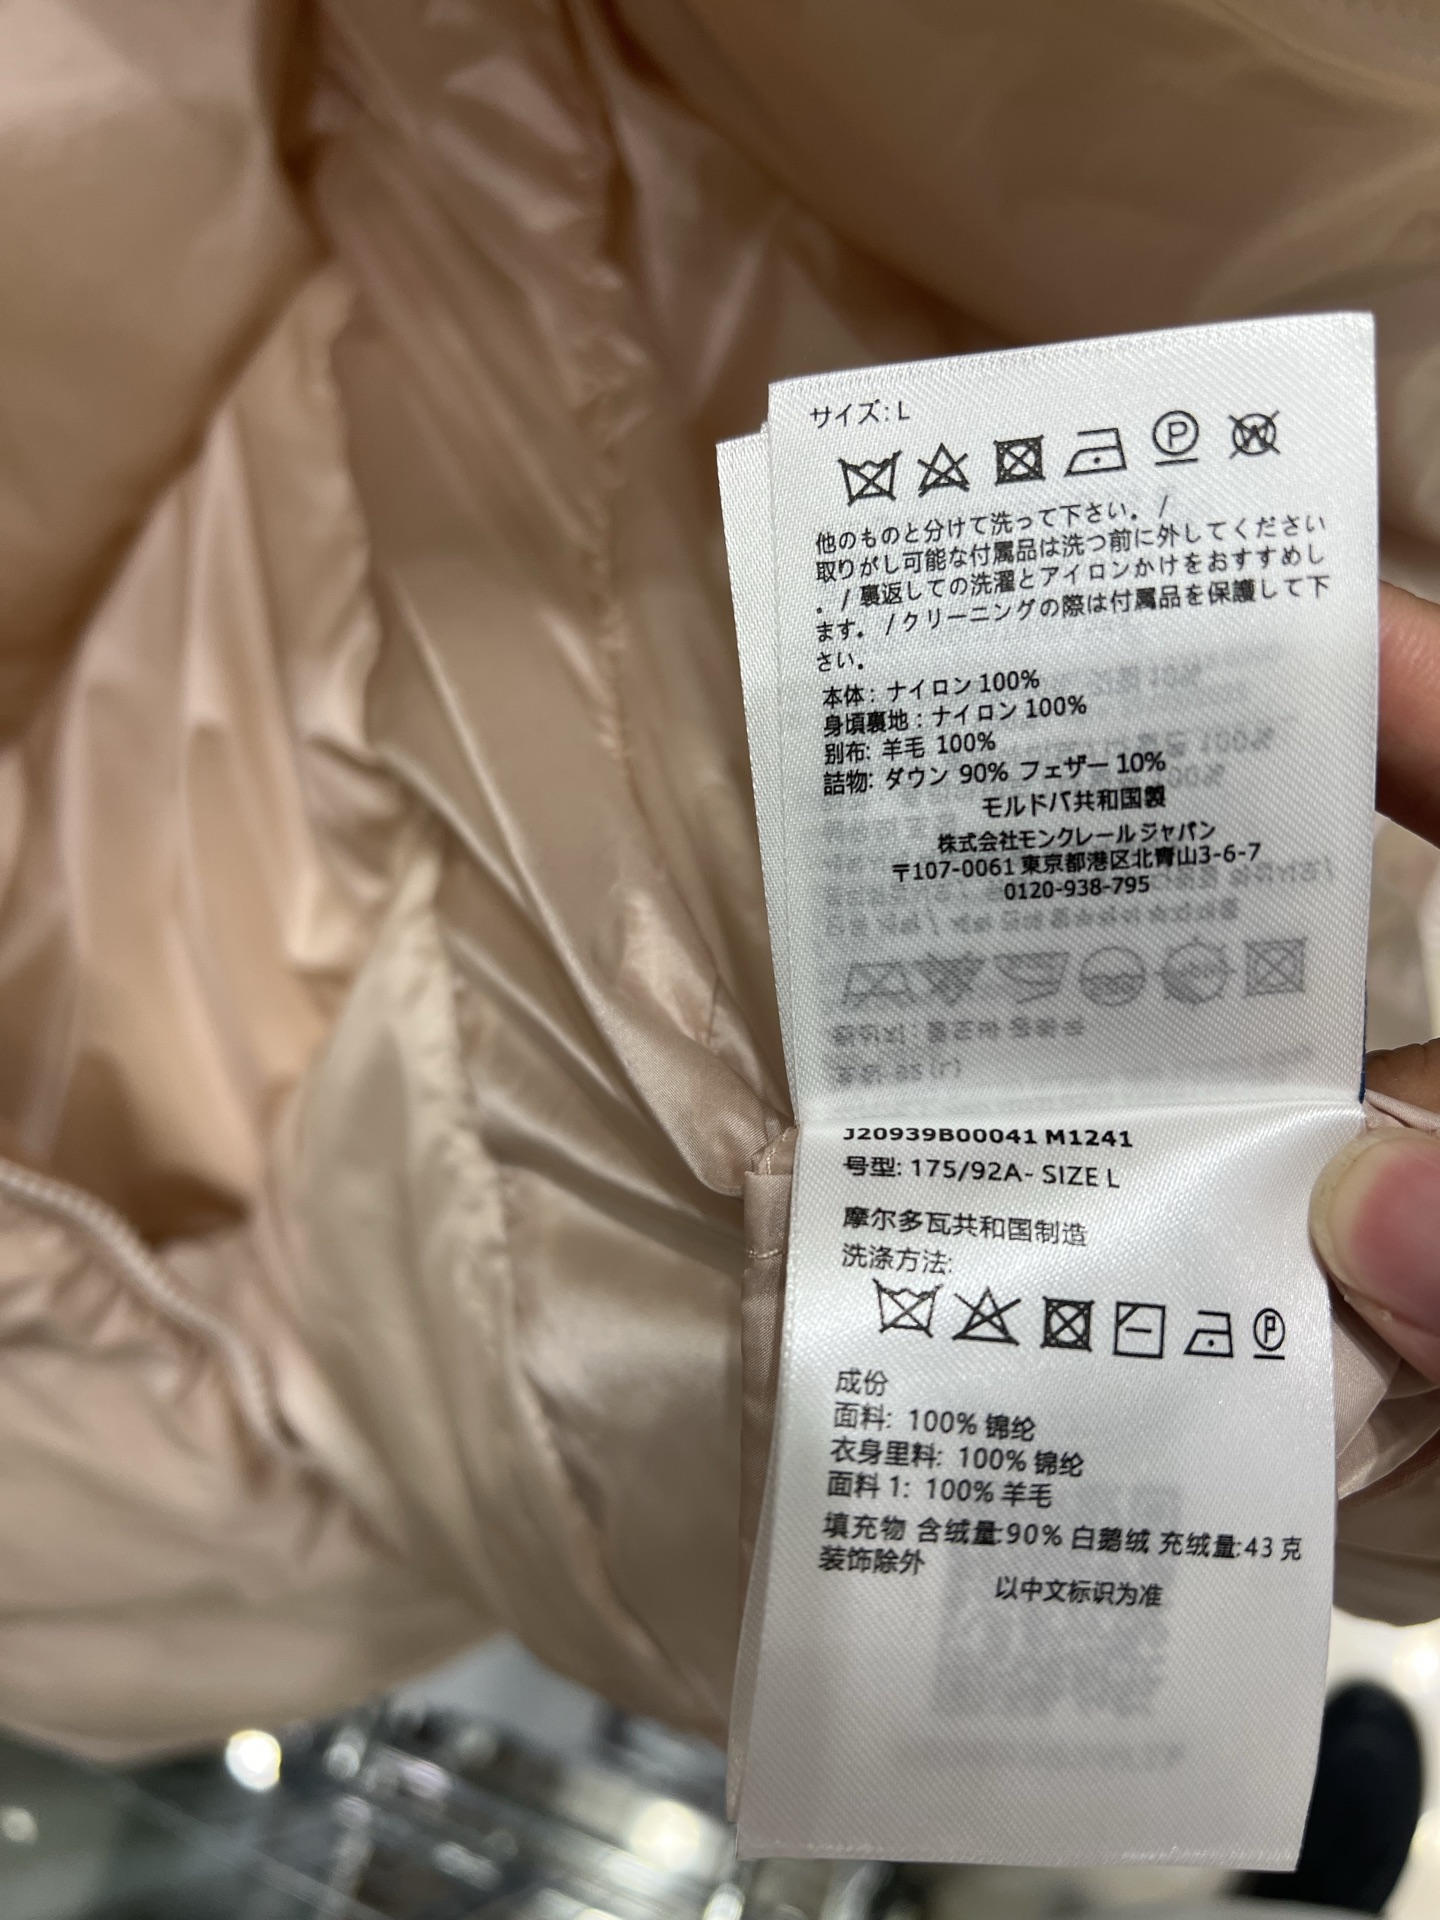 サイズ: L
他のものと分けて洗って下さい。/
取りがし可能な付属品は洗つ前に外してください
。/ 裏返しての洗濯とアイロンかけをおすすめし
ます。/クリーニングの際は付属品を保護して下
さい。
本体: ナイロン 100%
身頃裏地: ナイロン 100%
別布: 羊毛 100%
詰物: ダウン 90% フェザー 10%
モルドバ共和国製
株式会社モンクレールジャパン
〒107-0061 東京都港区北青山3-6-7
0120-938-795
J20939B00041 M1241
号型: 175/92A- SIZE L
摩尔多瓦共和国制造
洗涤方法:
成份
面料: 100% 锦纶
衣身里料: 100% 锦纶
面料 1: 100% 羊毛
填充物 含绒量:90% 白鹅绒 充绒量:43 克
装饰除外
以中文标识为准